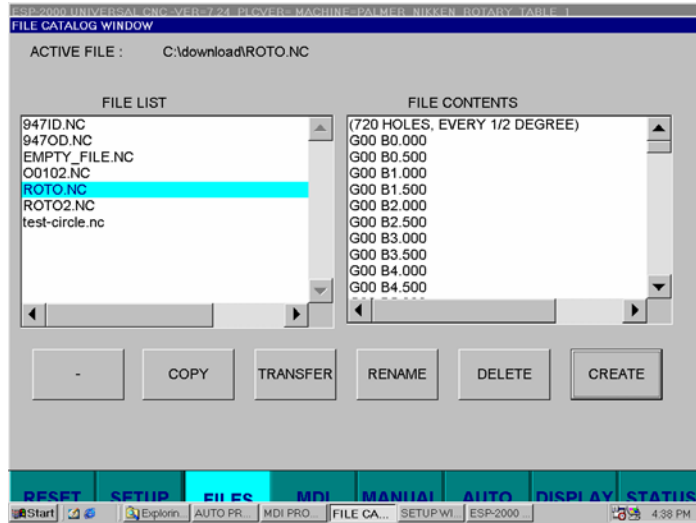 ESP-2000 UNIVERSAL CNC -VER=7.24 PLCVER= MACHINE=PALMER NIKKEN ROTARY TABLE 1
FILE CATALOG WINDOW
ACTIVE FILE : C:\download\ROTO.NC
FILE LIST
947ID.NC
947OD.NC
EMPTY_FILE.NC
O0102.NC
ROTO.NC
ROTO2.NC
test-circle.nc
FILE CONTENTS
(720 HOLES, EVERY 1/2 DEGREE)
G00 B0.000
G00 B0.500
G00 B1.000
G00 B1.500
G00 B2.000
G00 B2.500
G00 B3.000
G00 B3.500
G00 B4.000
G00 B4.500
- COPY TRANSFER RENAME DELETE CREATE
RESET SETUP FILES MDI MANUAL AUTO DISPLAY STATUS
Start Explorin... AUTO PR... MDI PRO... FILE CA... SETUP WI... ESP-2000 ... 4:38 PM